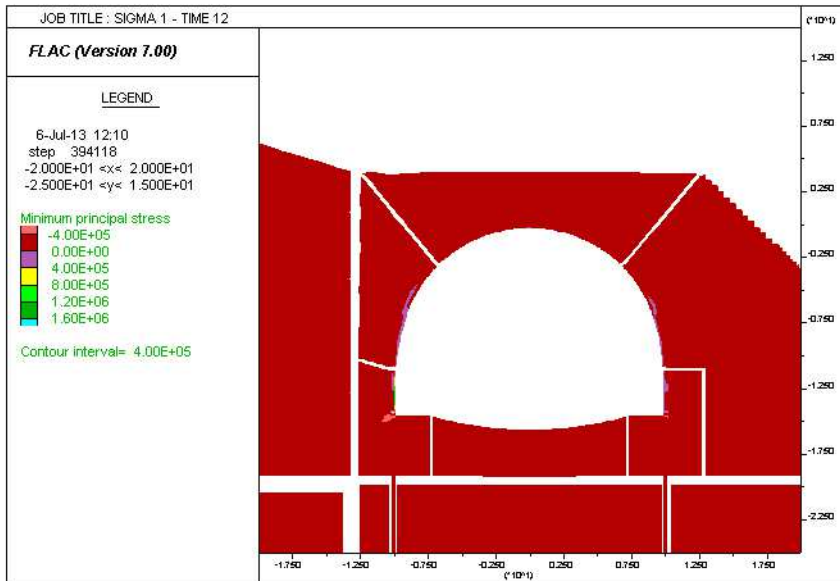 JOB TITLE : SIGMA 1 - TIME 12
(*10^1)
FLAC (Version 7.00)
LEGEND
6-Jul-13 12:10
step 394118
-2.000E+01 <x< 2.000E+01
-2.500E+01 <y< 1.500E+01
Minimum principal stress
-4.00E+05
0.00E+00
4.00E+05
8.00E+05
1.20E+06
1.60E+06
Contour interval= 4.00E+05
1.250
0.750
0.250
-0.250
-0.750
-1.250
-1.750
-2.250
-1.750 -1.250 -0.750 -0.250 0.250 0.750 1.250 1.750
(*10^1)